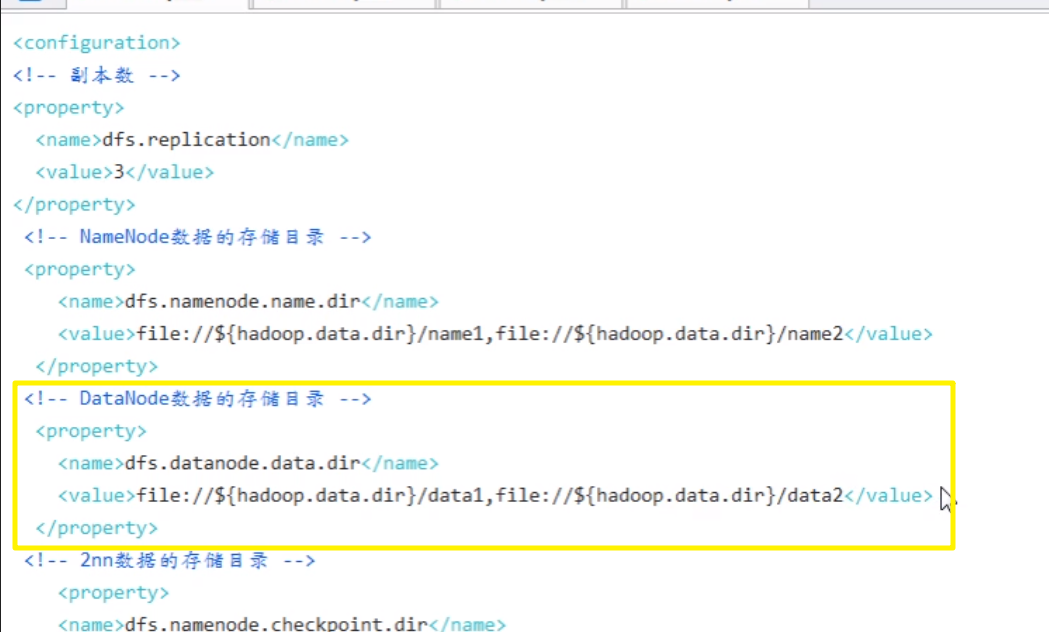 <configuration>
<!-- 副本数 -->
<property>
<name>dfs.replication</name>
<value>3</value>
</property>
<!-- NameNode数据的存储目录 -->
<property>
<name>dfs.namenode.name.dir</name>
<value>file://${hadoop.data.dir}/name1,file://${hadoop.data.dir}/name2</value>
</property>
<!-- DataNode数据的存储目录 -->
<property>
<name>dfs.datanode.data.dir</name>
<value>file://${hadoop.data.dir}/data1,file://${hadoop.data.dir}/data2</value>
</property>
<!-- 2nn数据的存储目录 -->
<property>
<name>dfs.namenode.checkpoint.dir</name>